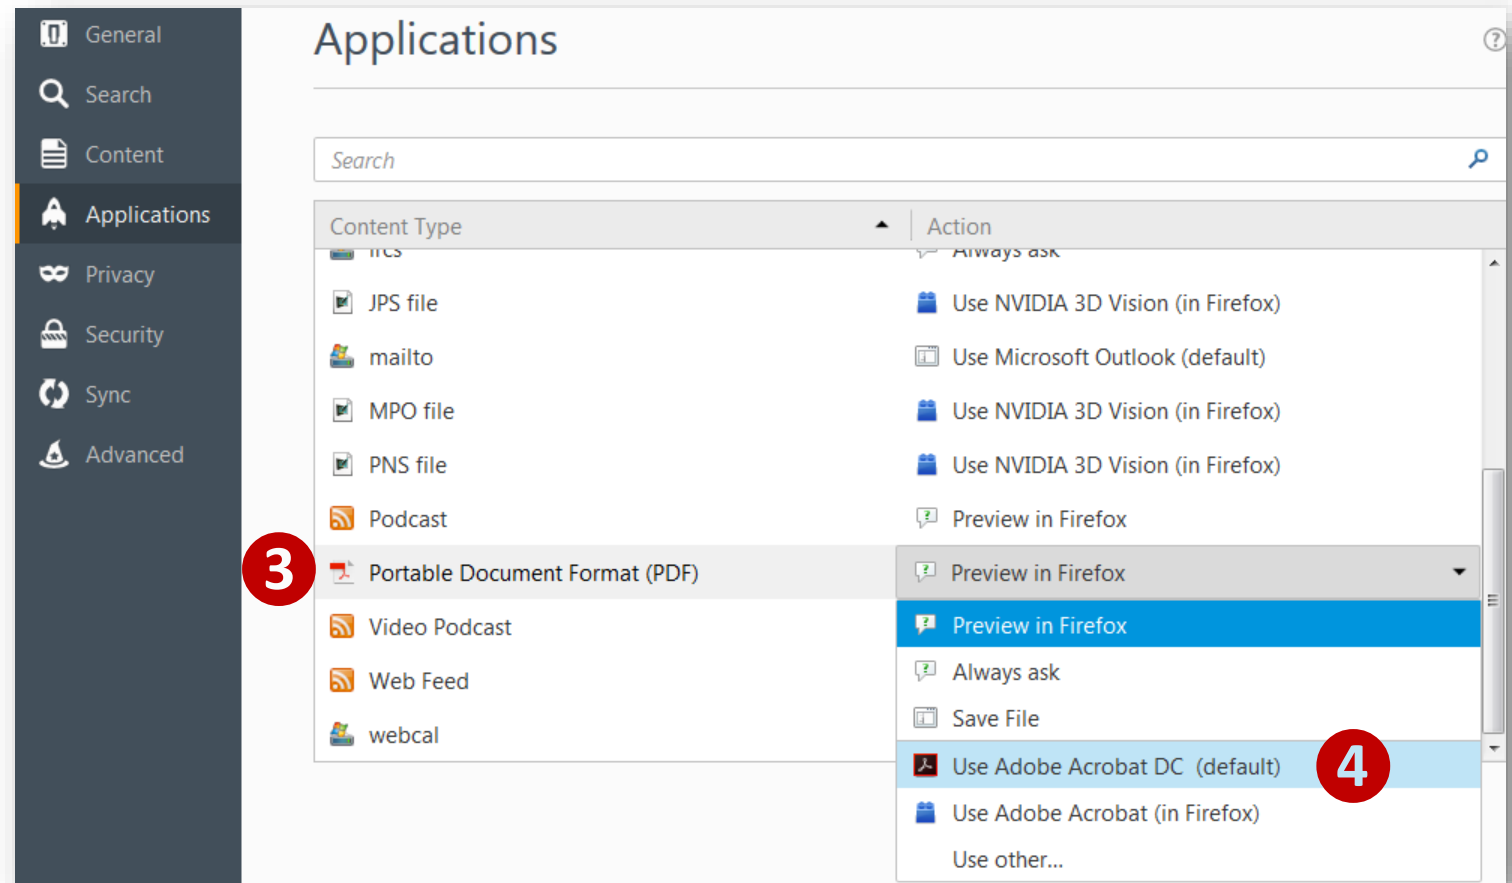 General
Search
Content
Applications
Privacy
Security
Sync
Advanced
Applications
?
Search
Content Type Action
ircs Always ask
JPS file Use NVIDIA 3D Vision (in Firefox)
mailto Use Microsoft Outlook (default)
MPO file Use NVIDIA 3D Vision (in Firefox)
PNS file Use NVIDIA 3D Vision (in Firefox)
Podcast Preview in Firefox
3 Portable Document Format (PDF) Preview in Firefox
Video Podcast Preview in Firefox
Web Feed Always ask
webcal Save File
Use Adobe Acrobat DC (default) 4
Use Adobe Acrobat (in Firefox)
Use other...